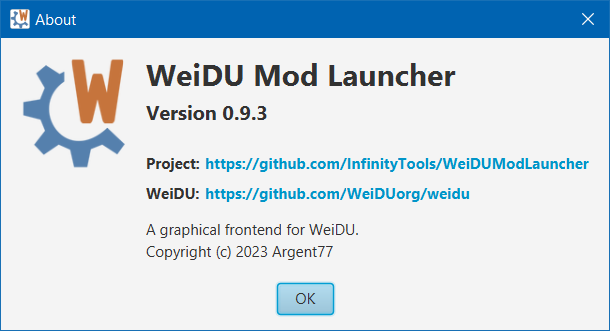 About
W
WeiDU Mod Launcher
Version 0.9.3
Project: https://github.com/InfinityTools/WeiDUModLauncher
WeiDU: https://github.com/WeiDUorg/weidu
A graphical frontend for WeiDU.
Copyright (c) 2023 Argent77
OK